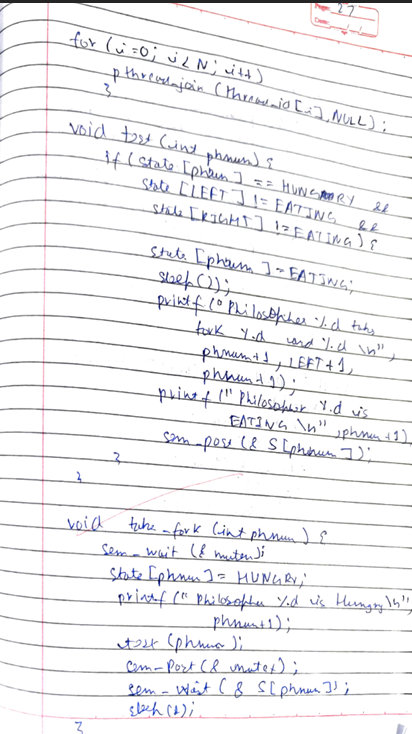 27
for (i=0; i<N; i++)
pthread_join (thread_id[i], NULL);
}
void test (int phnum) {
if (state [phnum] == HUNGRY &&
state [LEFT] != EATING &&
state [RIGHT] != EATING) {
state [phnum] = EATING;
sleep());
printf ("Philosopher %d takes
fork %d and %d \n",
phnum+1, LEFT+1,
phnum+1);
printf (" Philosopher %d is
EATING \n", phnum+1)
sem_post (& S[phnum]);
}
}
void take_fork (int phnum) {
sem_wait (& mutex);
state [phnum] = HUNGRY;
printf (" Philosopher %d is Hungry \n"
phnum+1);
test (phnum);
sem_Post (& mutex);
sem_wait (& S[phnum]);
sleep(1);
}